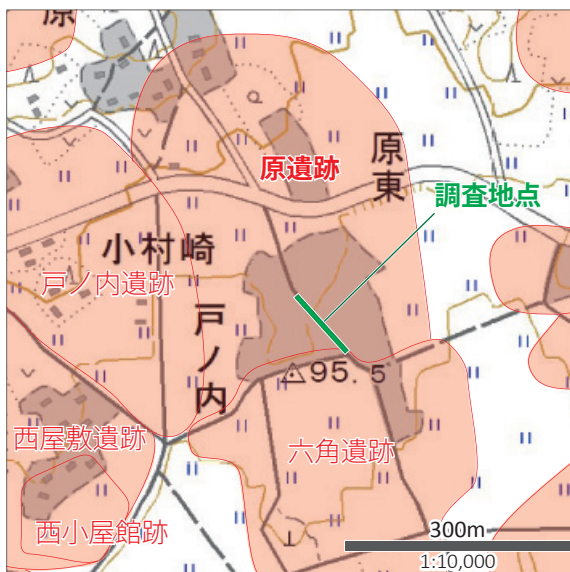 原
原遺跡
原東
調査地点
小村崎
戸ノ内遺跡
戸ノ内
95.5
西屋敷遺跡
六角遺跡
西小屋館跡
300m
1:10,000